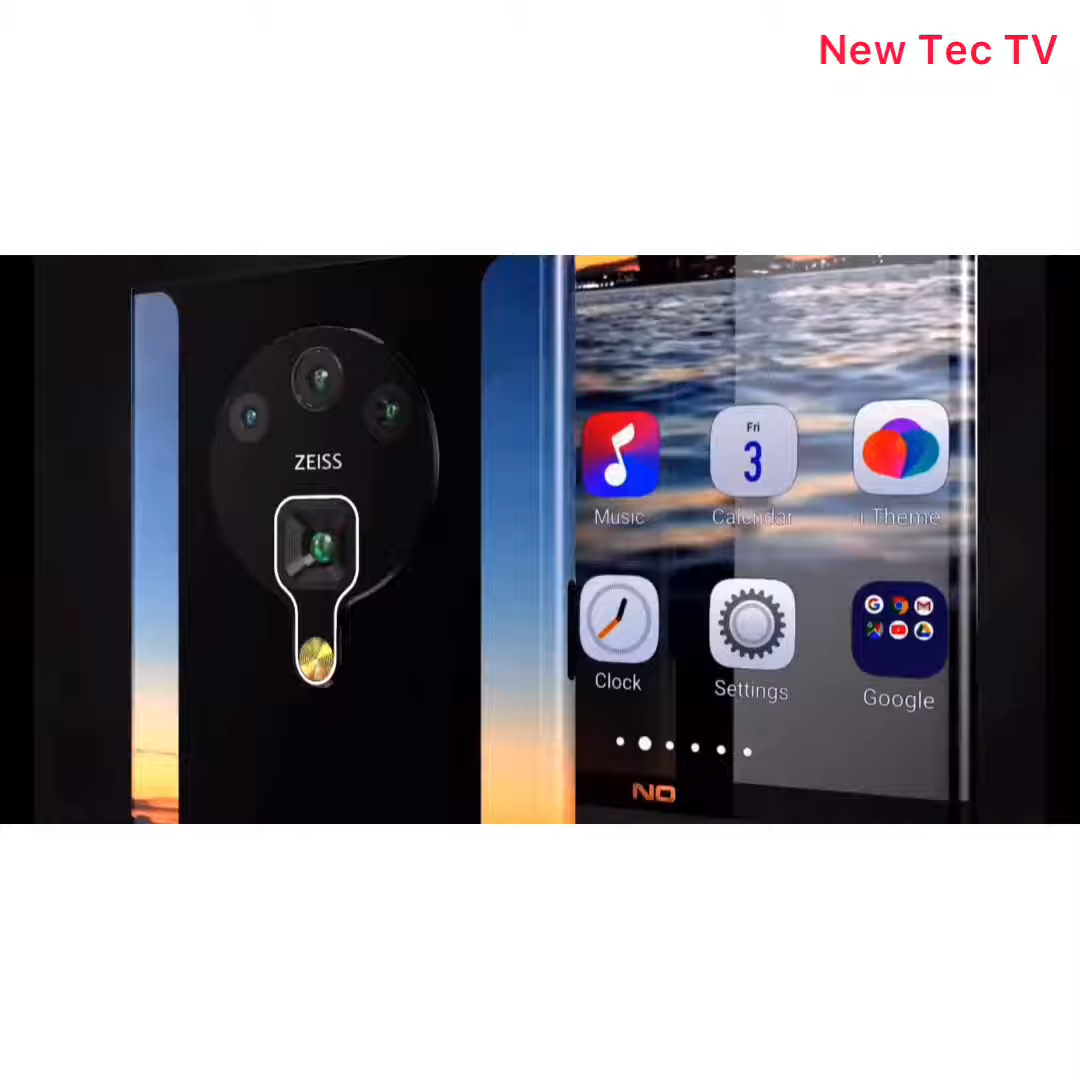 New Tec TV
ZEISS
Music
Fri
3
Calendar
i Theme
Clock
Settings
Google
NO